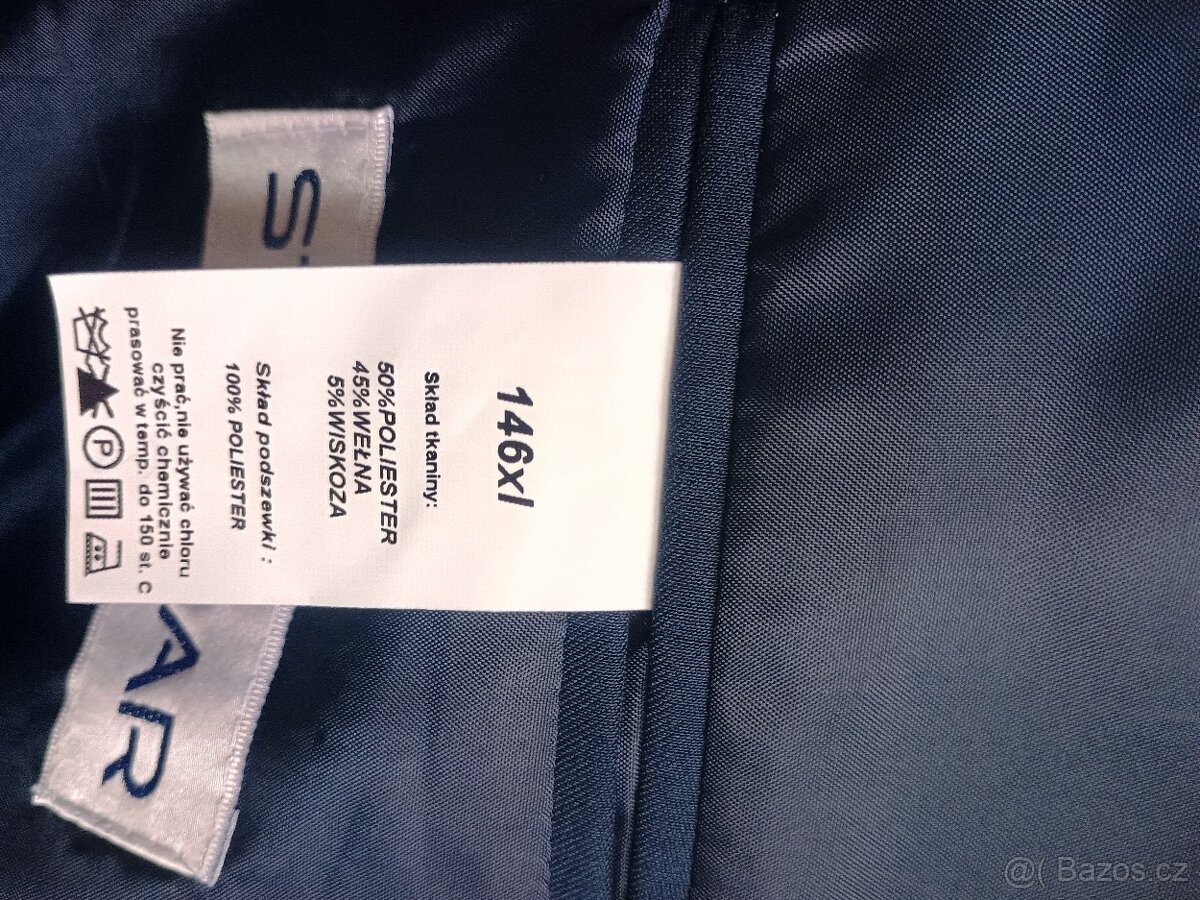 ST
AR
146xl
Skład tkaniny:
50%POLIESTER
45%WEŁNA
5%WISKOZA
Skład podszewki :
100% POLIESTER
Nie prać,nie używać chloru
czyścić chemicznie
prasować w temp. do 150 st. C
P
@( Bazos.cz